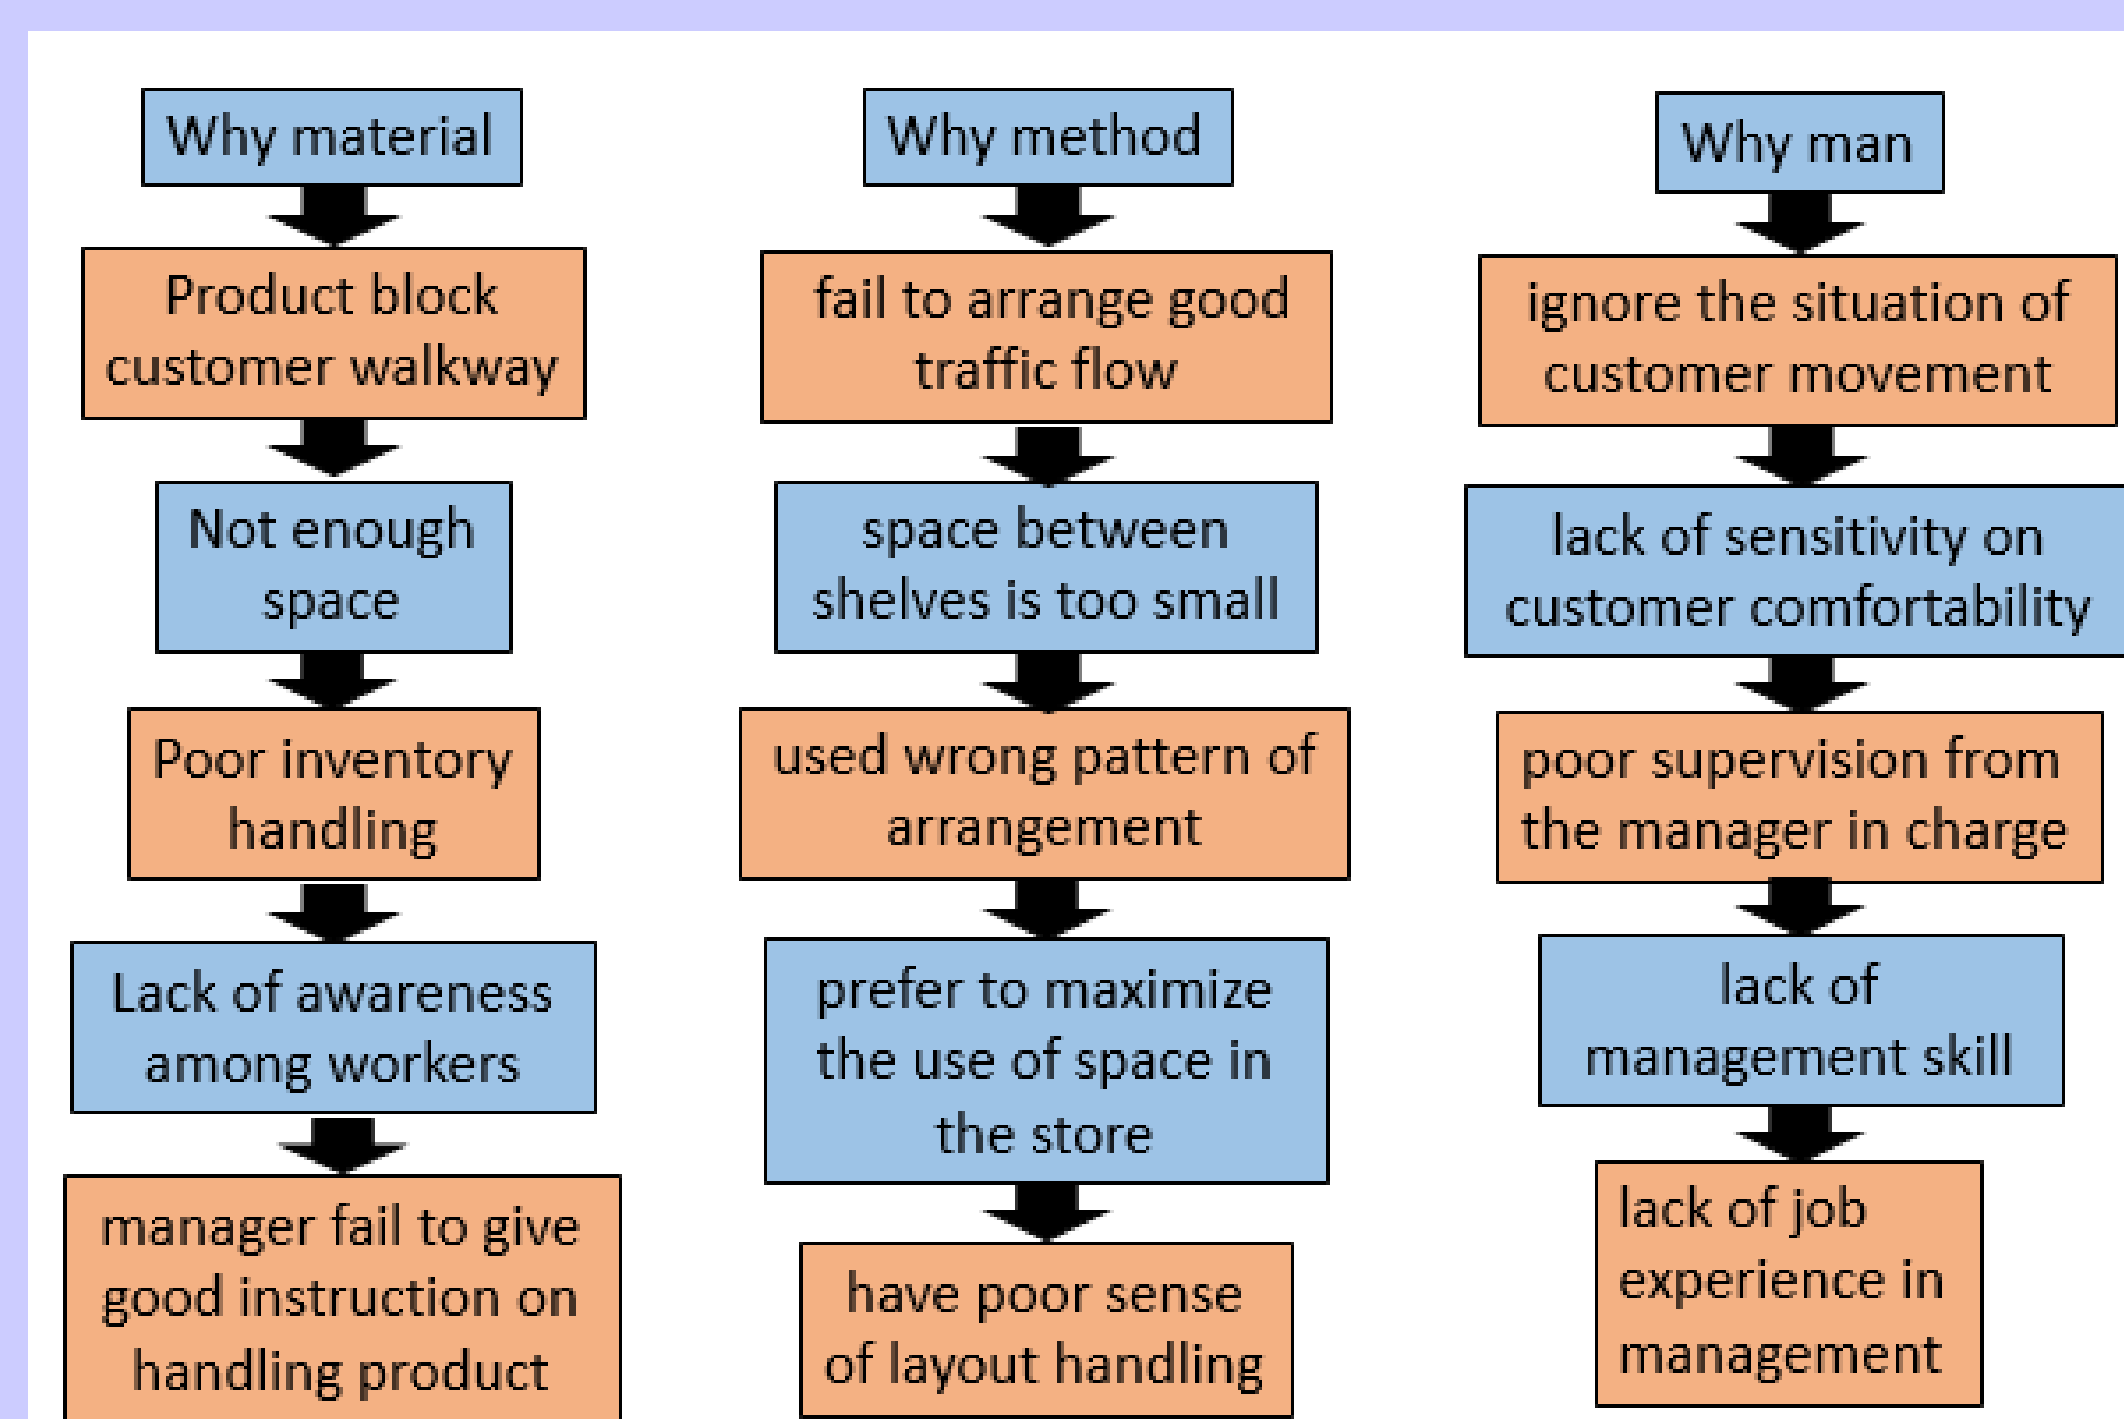 Why material
Product block
customer walkway
Not enough
space
Poor inventory
handling
Lack of awareness
among workers
manager fail to give
good instruction on
handling product
Why method
fail to arrange good
traffic flow
space between
shelves is too small
used wrong pattern of
arrangement
prefer to maximize
the use of space in
the store
have poor sense
of layout handling
Why man
ignore the situation of
customer movement
lack of sensitivity on
customer comfortability
poor supervision from
the manager in charge
lack of
management skill
lack of job
experience in
management